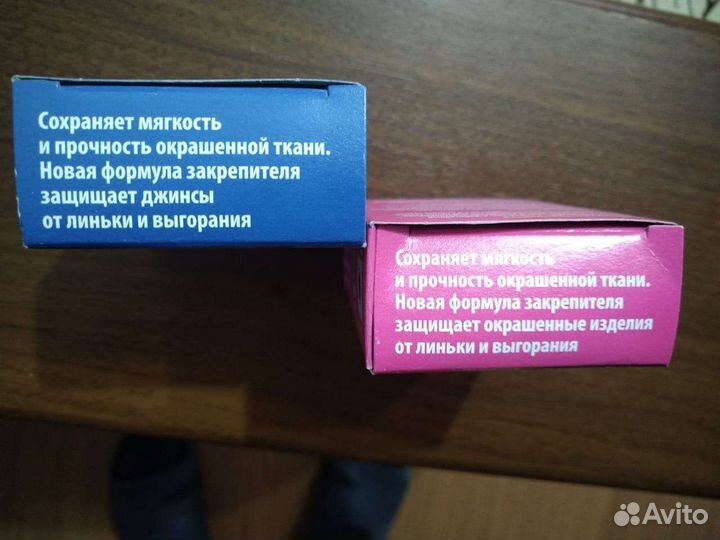 Сохраняет мягкость
и прочность окрашенной ткани.
Новая формула закрепителя
защищает джинсы
от линьки и выгорания
Сохраняет мягкость
и прочность окрашенной ткани.
Новая формула закрепителя
защищает окрашенные изделия
от линьки и выгорания
Avito